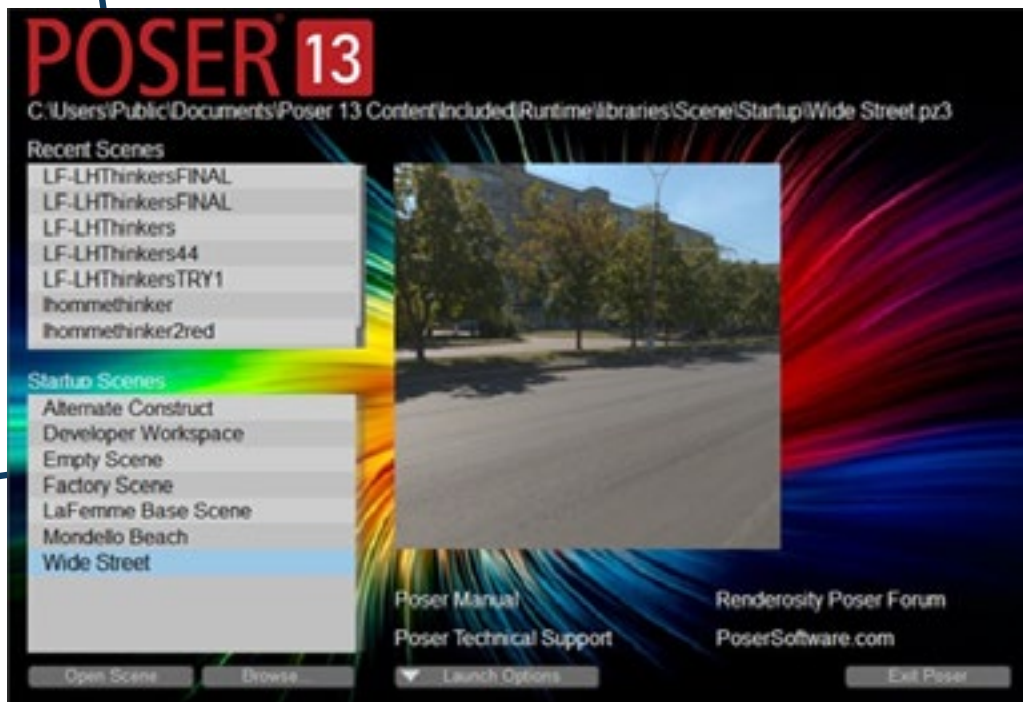 POSER 13
C:\Users\Public\Documents\Poser 13 Content\Included\Runtime\libraries\Scene\Startup\Wide Street.pz3
Recent Scenes
LF-LHThinkersFINAL
LF-LHThinkersFINAL
LF-LHThinkers
LF-LHThinkers44
LF-LHThinkersTRY1
lhommethinker
lhommethinker2red
Startup Scenes
Alternate Construct
Developer Workspace
Empty Scene
Factory Scene
LaFemme Base Scene
Mondello Beach
Wide Street
Poser Manual
Renderosity Poser Forum
Poser Technical Support
PoserSoftware.com
Open Scene
Browse...
Launch Options
Exit Poser